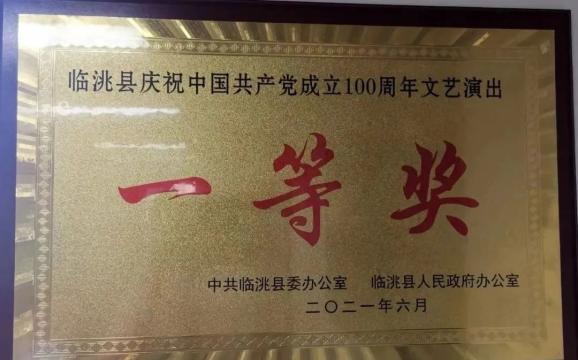 临洮县庆祝中国共产党成立100周年文艺演出
一等奖
中共临洮县委办公室 临洮县人民政府办公室
二〇二一年六月